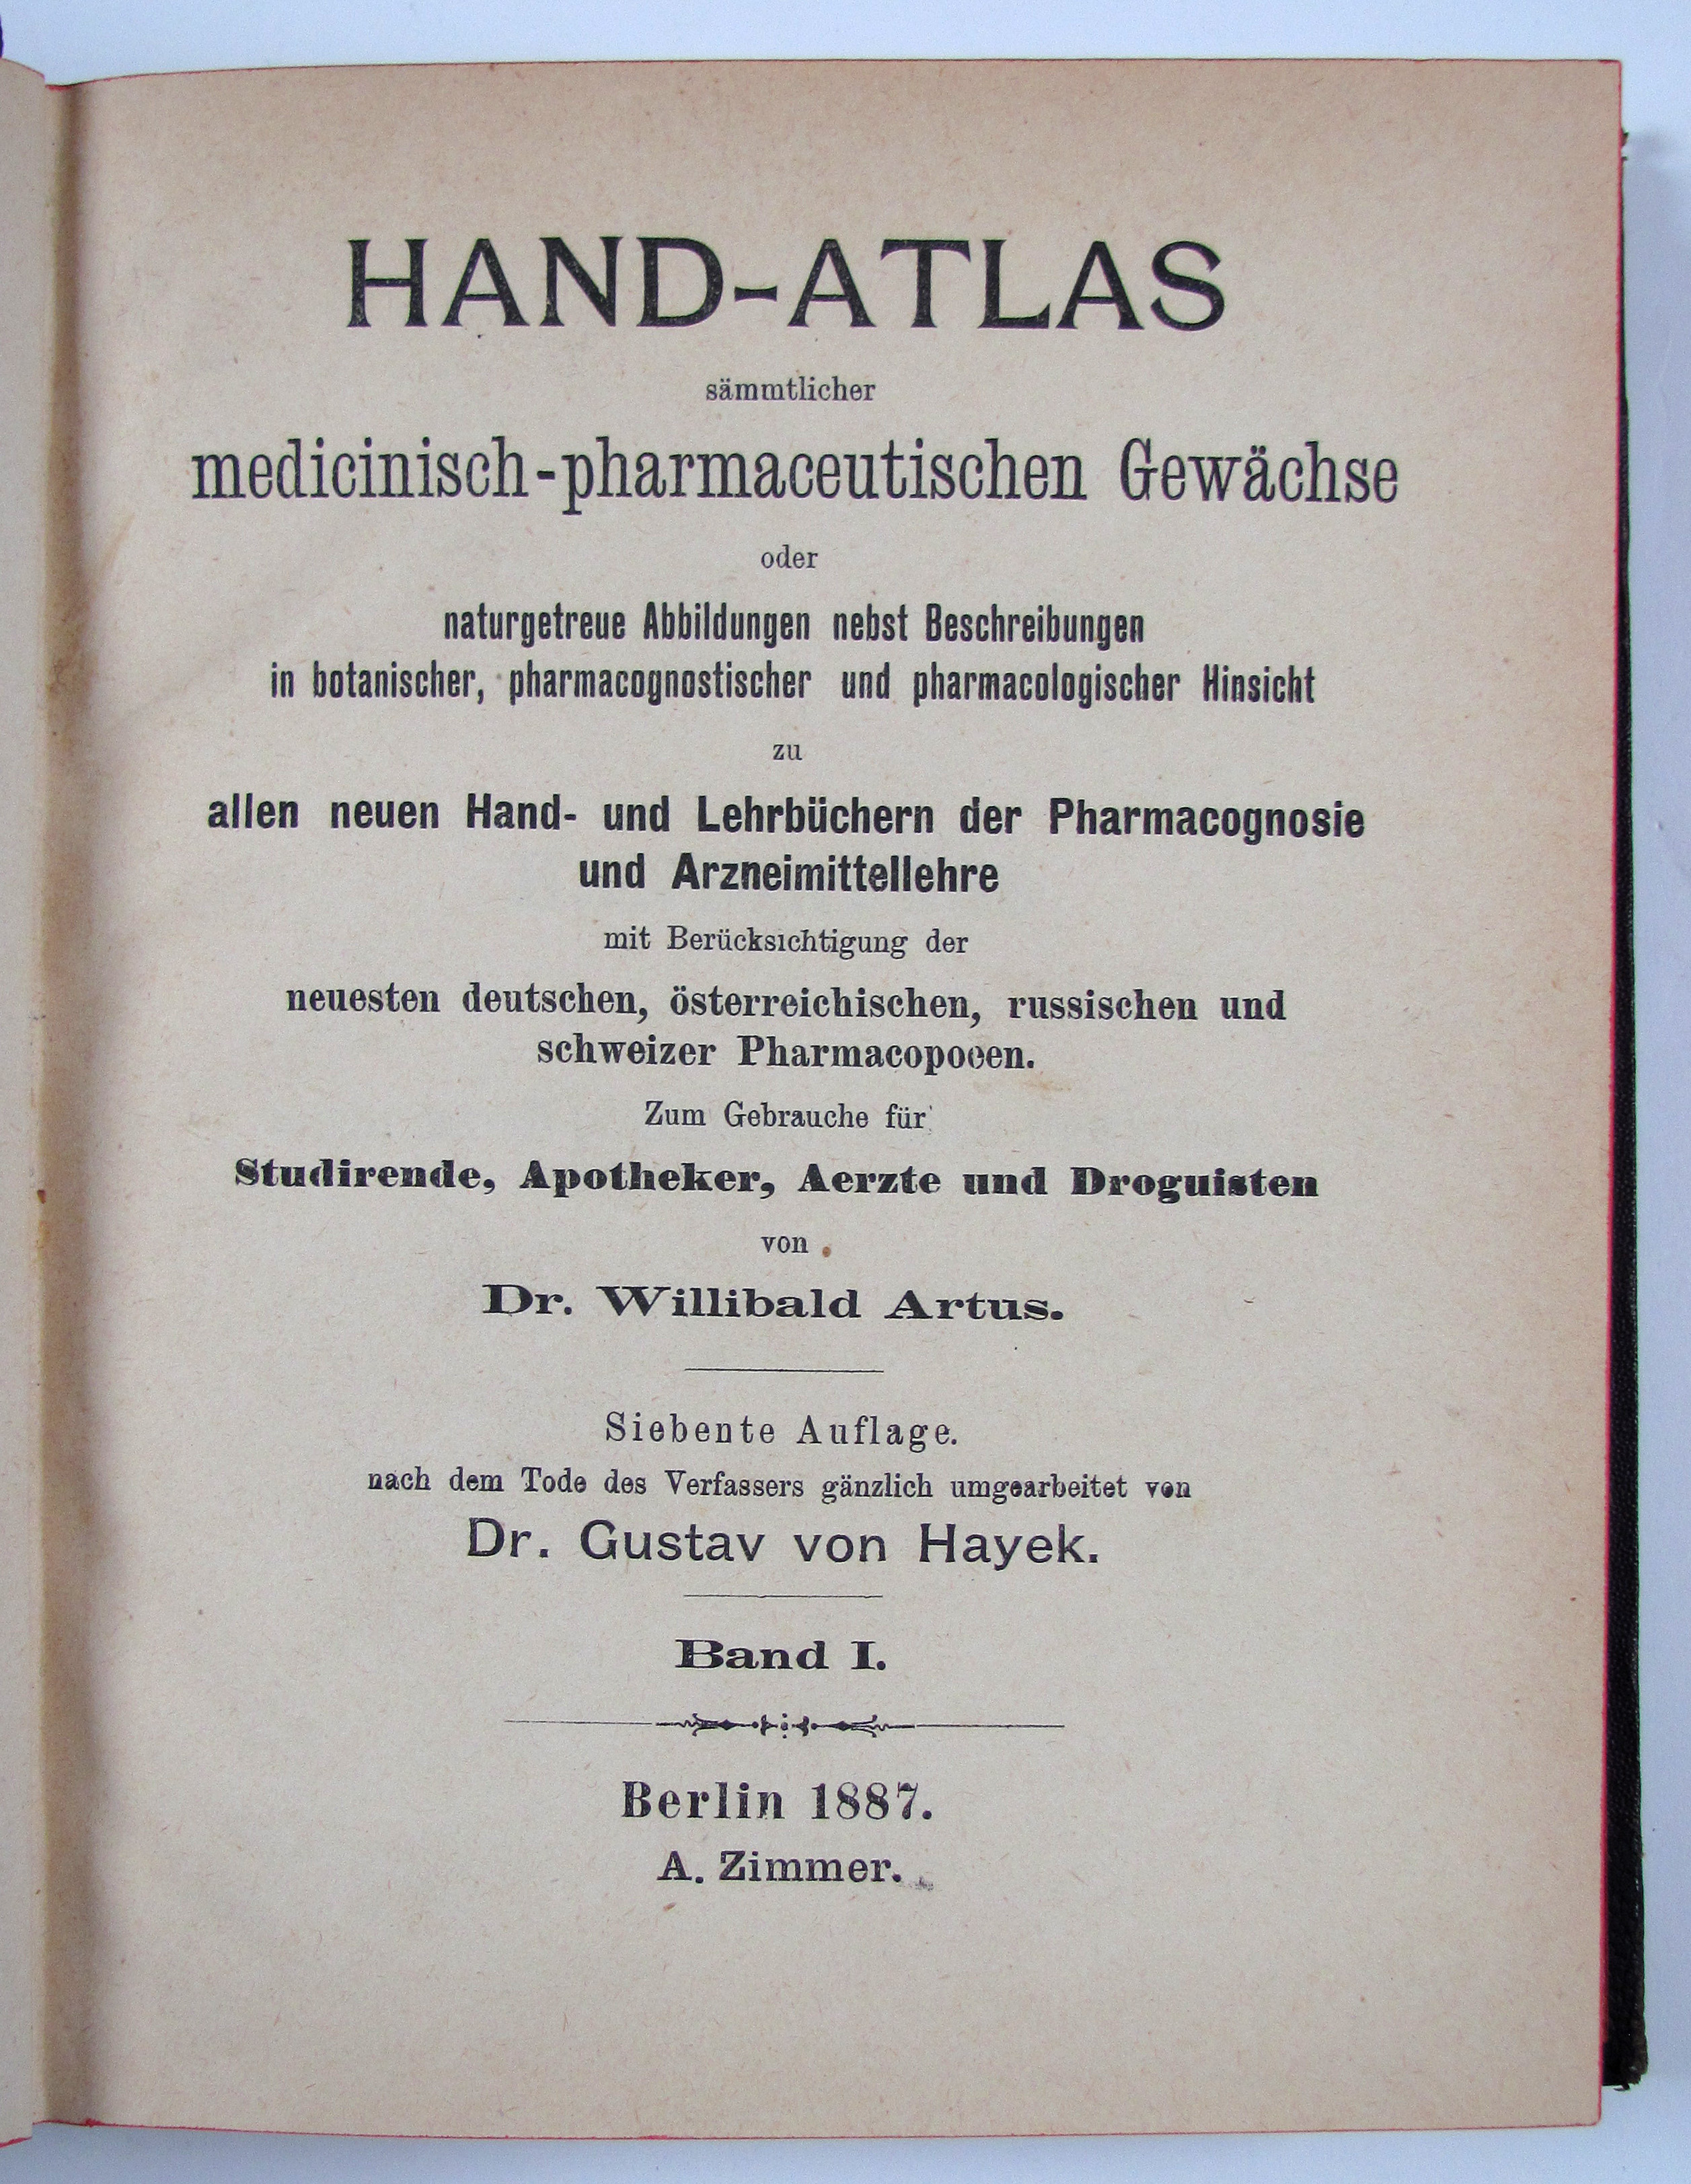 HAND-ATLAS
sämmtlicher
medicinisch-pharmaceutischen Gewächse
oder
naturgetreue Abbildungen nebst Beschreibungen
in botanischer, pharmacognostischer und pharmacologischer Hinsicht
zu
allen neuen Hand- und Lehrbüchern der Pharmacognosie
und Arzneimittellehre
mit Berücksichtigung der
neuesten deutschen, österreichischen, russischen und
schweizer Pharmacopoeen.
Zum Gebrauche für
Studirende, Apotheker, Aerzte und Droguisten
von
Dr. Willibald Artus.
Siebente Auflage.
nach dem Tode des Verfassers gänzlich umgearbeitet von
Dr. Gustav von Hayek.
Band I.
Berlin 1887.
A. Zimmer.